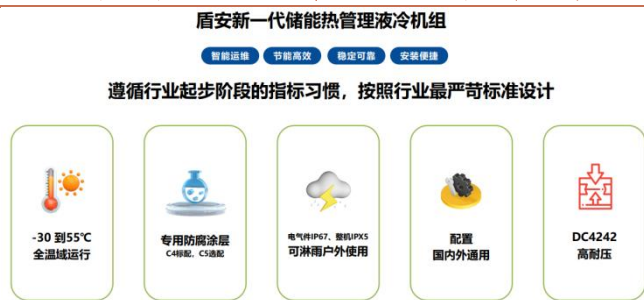 盾安新一代储能热管理液冷机组
智能运维 节能高效 稳定可靠 安装便捷
遵循行业起步阶段的指标习惯，按照行业最严苛标准设计
-30 到55℃
全温域运行
专用防腐涂层
C4标配，C5选配
电气件IP67、整机IPX5
可淋雨户外使用
配置
国内外通用
DC4242
高耐压